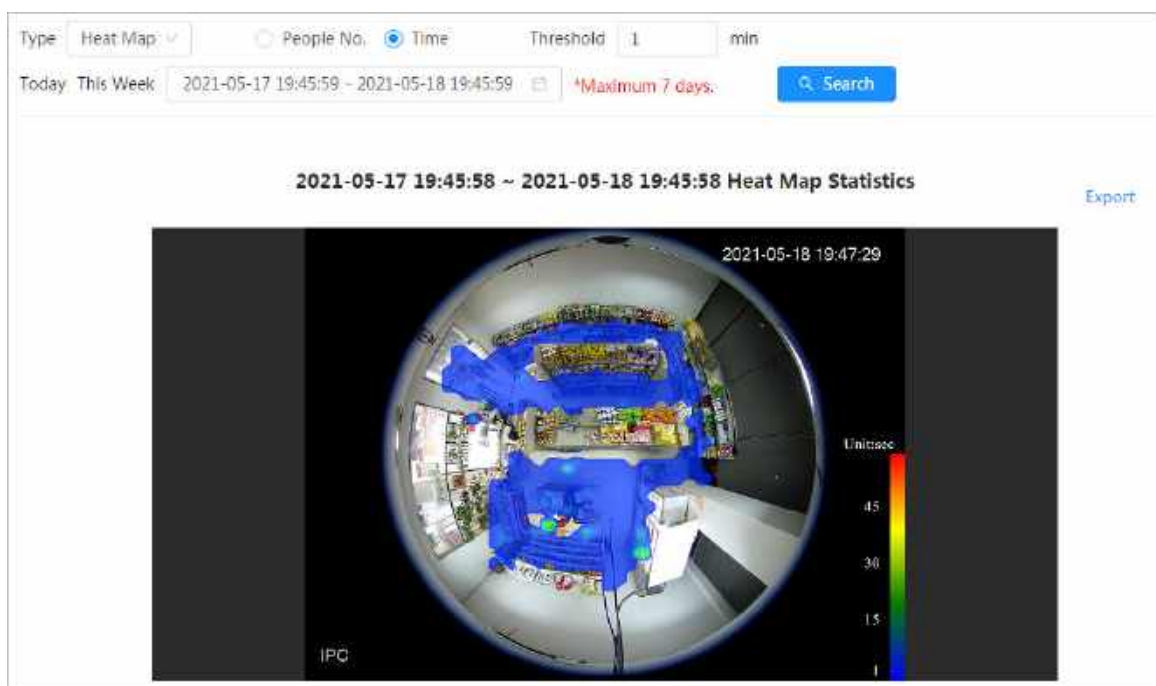 Type Heat Map People No. Time Threshold 1 min
Today This Week 2021-05-17 19:45:59 ~ 2021-05-18 19:45:59 *Maximum 7 days. Search
2021-05-17 19:45:58 ~ 2021-05-18 19:45:58 Heat Map Statistics
Export
2021-05-18 19:47:29
Unit:sec
45
30
15
1
IPC